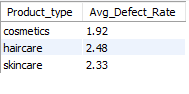 Product_type Avg_Defect_Rate
cosmetics 1.92
haircare 2.48
skincare 2.33